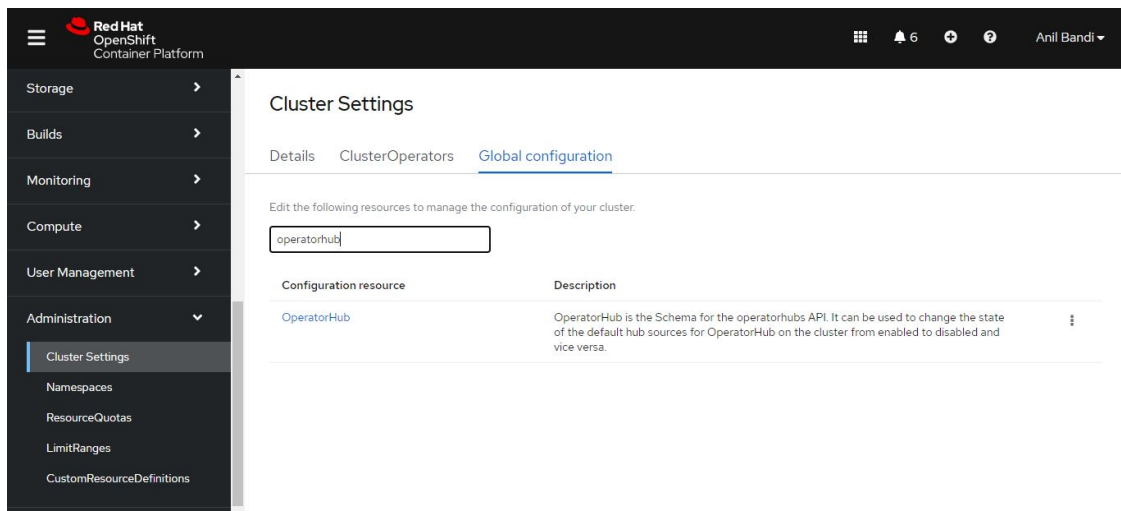 Red Hat
OpenShift
Container Platform
6
Anil Bandi
Storage
Builds
Monitoring
Compute
User Management
Administration
Cluster Settings
Namespaces
ResourceQuotas
LimitRanges
CustomResourceDefinitions
Cluster Settings
Details ClusterOperators Global configuration
Edit the following resources to manage the configuration of your cluster.
operatorhub
Configuration resource Description
OperatorHub OperatorHub is the Schema for the operatorhubs API. It can be used to change the state
of the default hub sources for OperatorHub on the cluster from enabled to disabled and
vice versa.